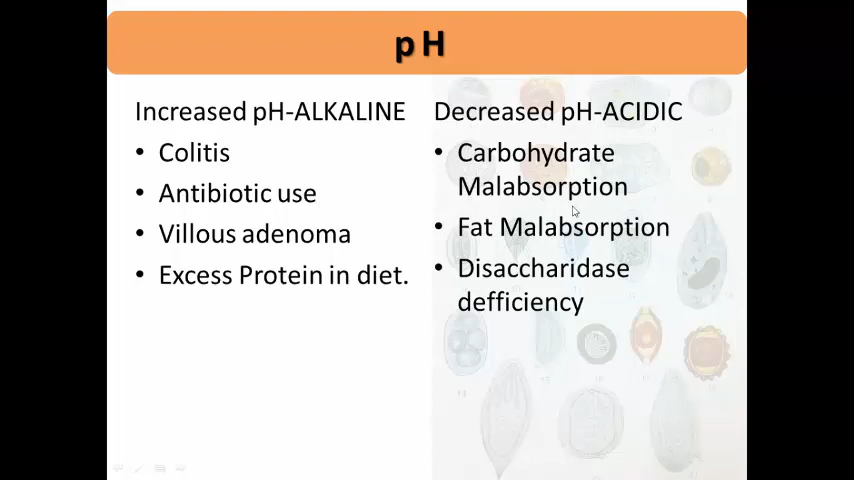 pH
Increased pH-ALKALINE
• Colitis
• Antibiotic use
• Villous adenoma
• Excess Protein in diet.
Decreased pH-ACIDIC
• Carbohydrate
Malabsorption
• Fat Malabsorption
• Disaccharidase
defficiency